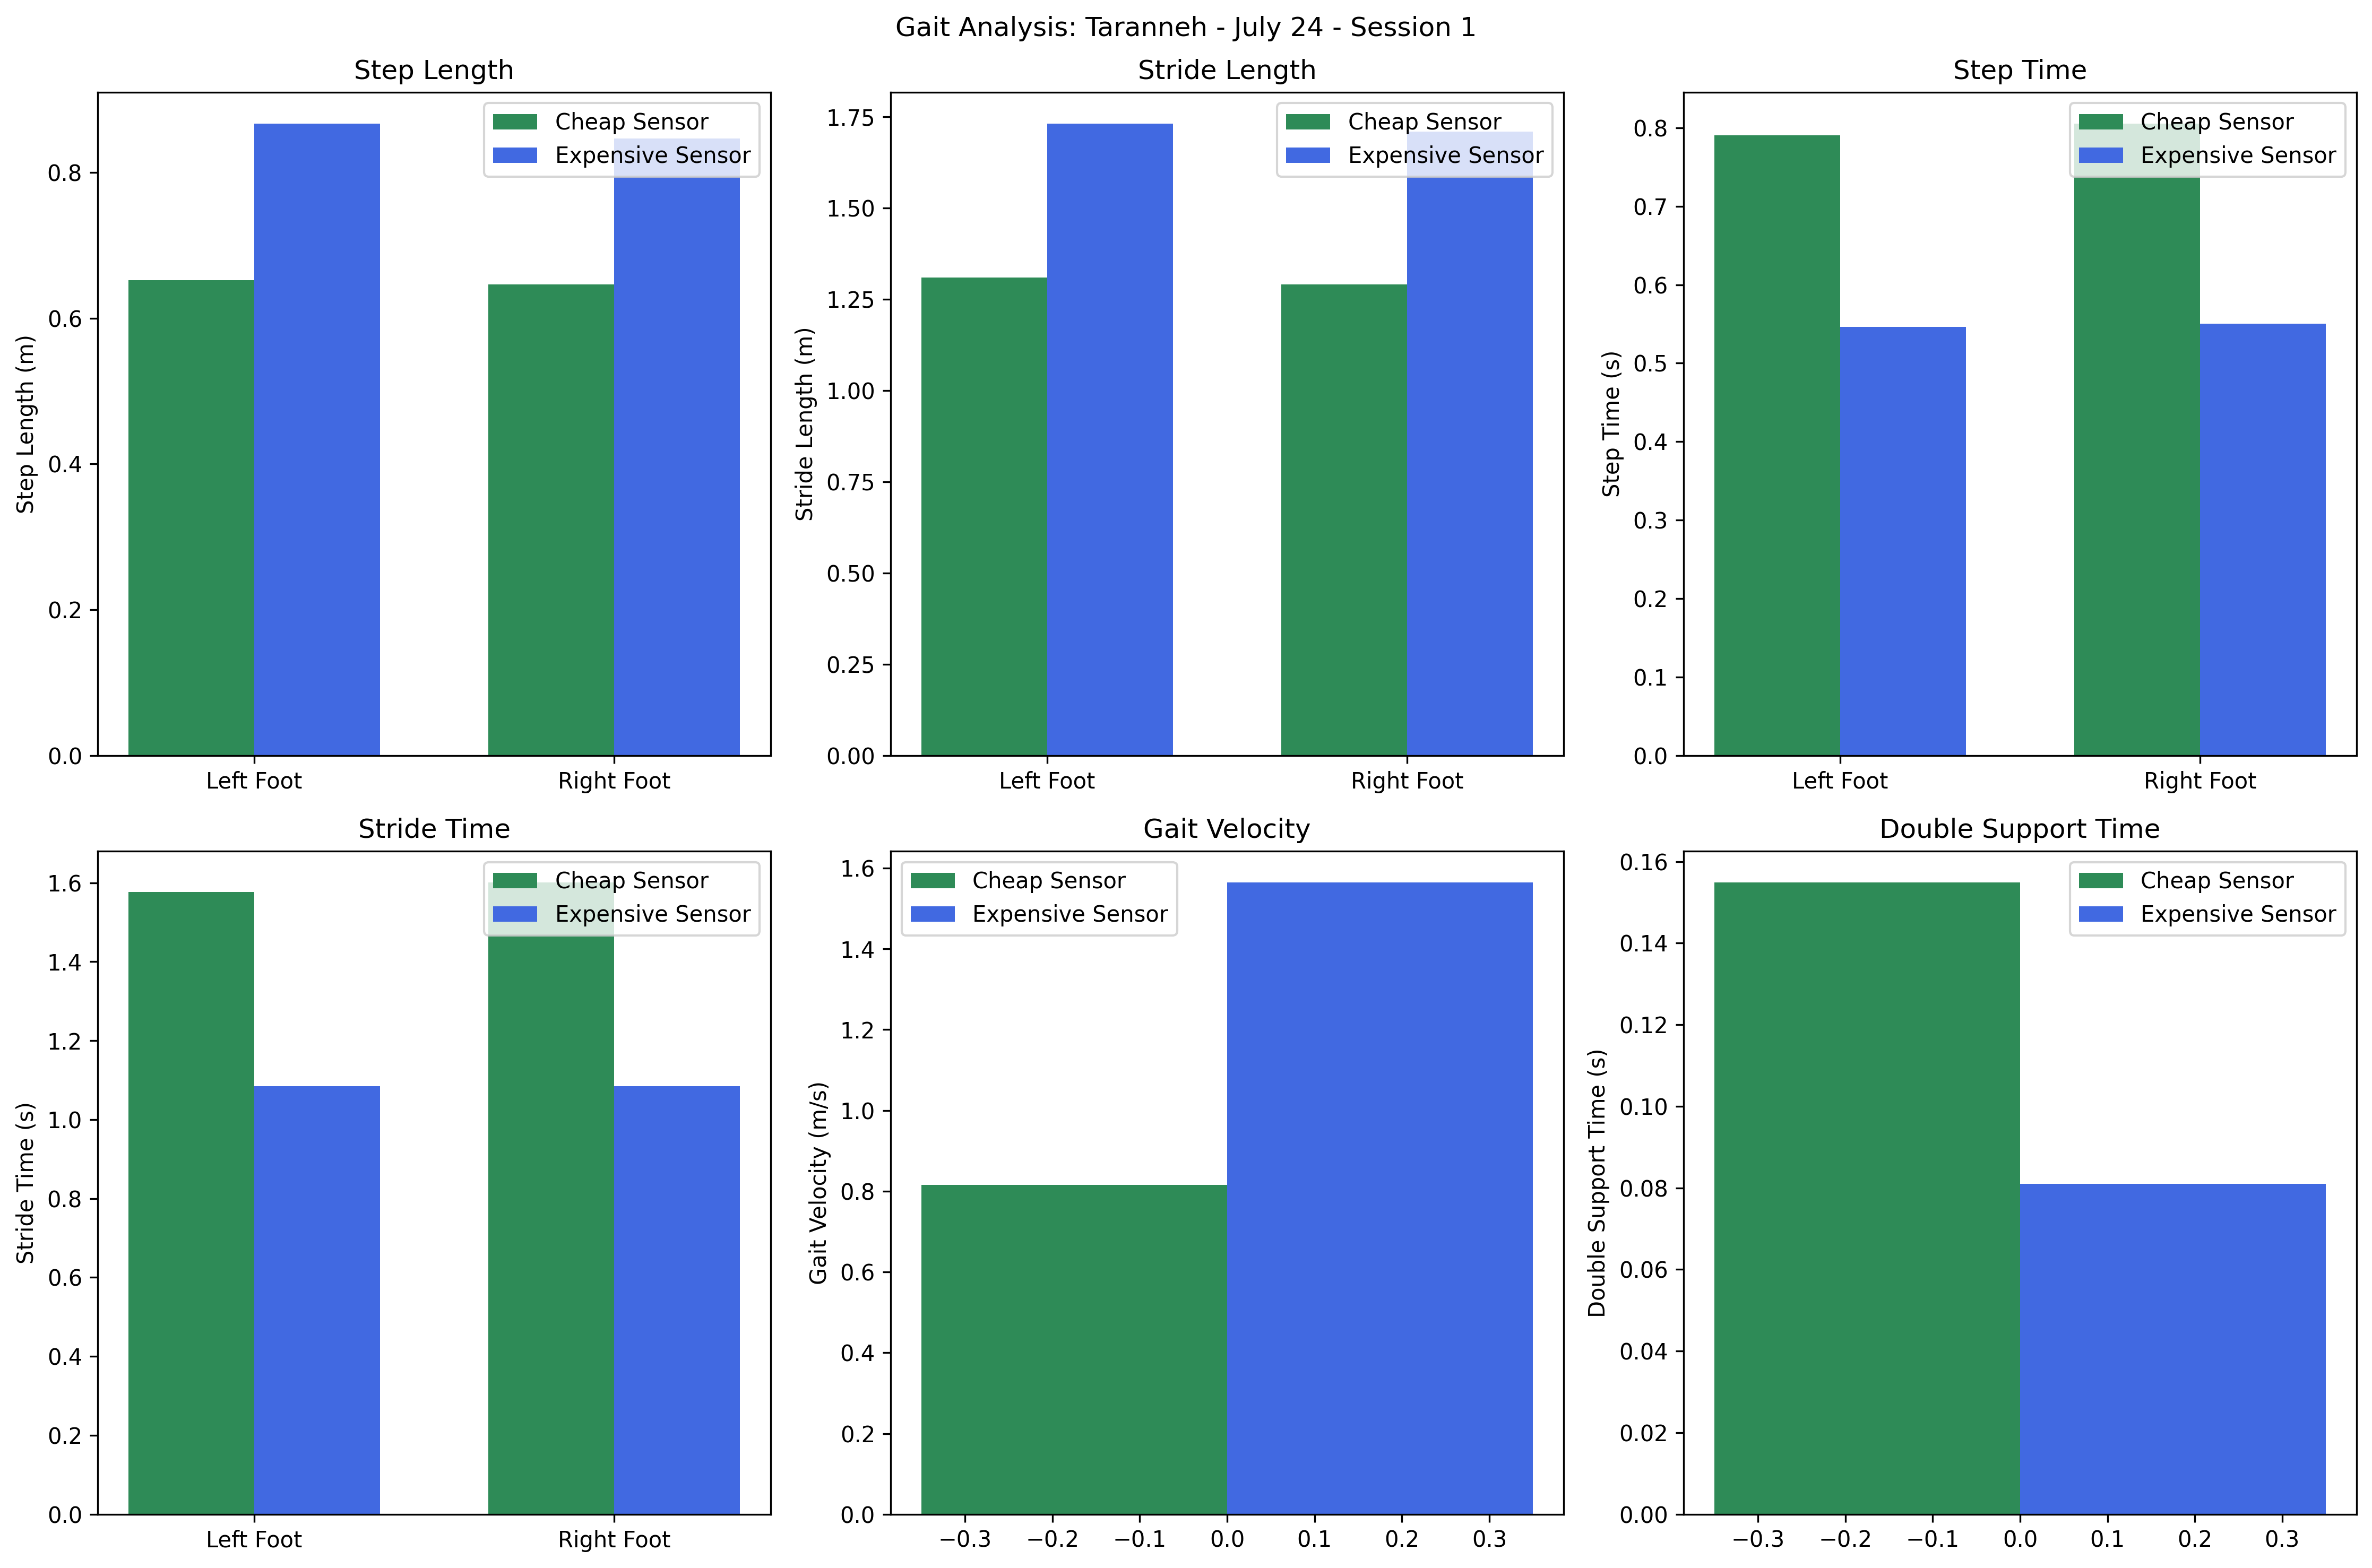 Gait Analysis: Taranneh - July 24 - Session 1
Step Length
Step Length (m)
0.8
0.6
0.4
0.2
0.0
Cheap Sensor
Expensive Sensor
Left Foot
Right Foot
Stride Length
Stride Length (m)
1.75
1.50
1.25
1.00
0.75
0.50
0.25
0.00
Cheap Sensor
Expensive Sensor
Left Foot
Right Foot
Step Time
Step Time (s)
0.8
0.7
0.6
0.5
0.4
0.3
0.2
0.1
0.0
Cheap Sensor
Expensive Sensor
Left Foot
Right Foot
Stride Time
Stride Time (s)
1.6
1.4
1.2
1.0
0.8
0.6
0.4
0.2
0.0
Cheap Sensor
Expensive Sensor
Left Foot
Right Foot
Gait Velocity
Gait Velocity (m/s)
1.6
1.4
1.2
1.0
0.8
0.6
0.4
0.2
0.0
Cheap Sensor
Expensive Sensor
−0.3 −0.2 −0.1 0.0 0.1 0.2 0.3
Double Support Time
Double Support Time (s)
0.16
0.14
0.12
0.10
0.08
0.06
0.04
0.02
0.00
Cheap Sensor
Expensive Sensor
−0.3 −0.2 −0.1 0.0 0.1 0.2 0.3